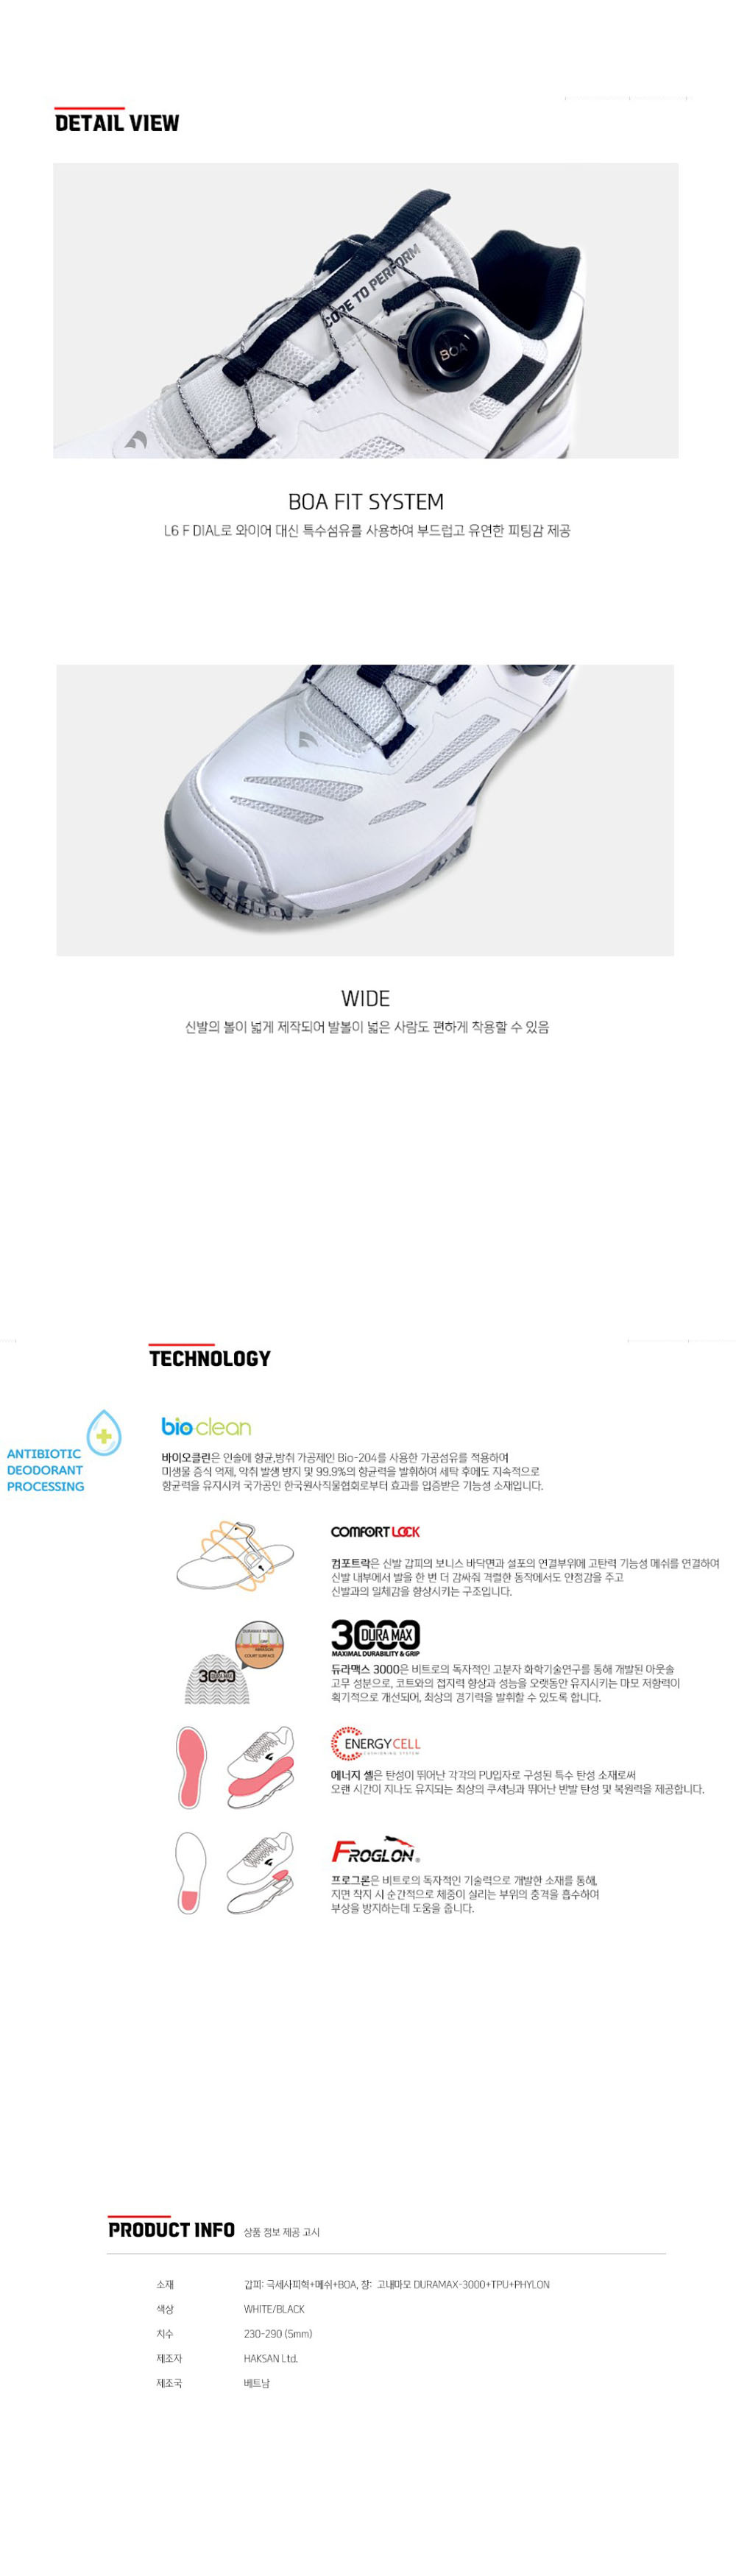 DETAIL VIEW
CORE TO PERFORM
BOA
BOA FIT SYSTEM
L6 F DIAL로 와이어 대신 특수섬유를 사용하여 부드럽고 유연한 피팅감 제공
WIDE
신발의 볼이 넓게 제작되어 발볼이 넓은 사람도 편하게 착용할 수 있음
TECHNOLOGY
ANTIBIOTIC
DEODORANT
PROCESSING
bio clean
바이오클린은 인솔에 향균,방취 가공제인 Bio-204를 사용한 가공섬유를 적용하여
미생물 증식 억제, 악취 발생 방지 및 99.9%의 향균력을 발휘하여 세탁 후에도 지속적으로
향균력을 유지시켜 국가공인 한국원사직물협회로부터 효과를 입증받은 기능성 소재입니다.
COMFORT LOCK
컴포트락은 신발 갑피의 보니스 바닥면과 설포의 연결부위에 고탄력 기능성 메쉬를 연결하여
신발 내부에서 발을 한 번 더 감싸줘 격렬한 동작에서도 안정감을 주고
신발과의 일체감을 향상시키는 구조입니다.
DURAMAX RUBBER
COURT SURFACE
3000
3000
DURA MAX
MAXIMAL DURABILITY & GRIP
듀라맥스 3000은 비트로의 독자적인 고분자 화학기술연구를 통해 개발된 아웃솔
고무 성분으로, 코트와의 접지력 향상과 성능을 오랫동안 유지시키는 마모 저항력이
획기적으로 개선되어, 최상의 경기력을 발휘할 수 있도록 합니다.
ENERGY CELL
CUSHIONING SYSTEM
에너지 셀은 탄성이 뛰어난 각각의 PU입자로 구성된 특수 탄성 소재로써
오랜 시간이 지나도 유지되는 최상의 쿠셔닝과 뛰어난 반발 탄성 및 복원력을 제공합니다.
FROGLON®
프로그론은 비트로의 독자적인 기술력으로 개발한 소재를 통해,
지면 착지 시 순간적으로 체중이 실리는 부위의 충격을 흡수하여
부상을 방지하는데 도움을 줍니다.
PRODUCT INFO 상품 정보 제공 고시
소재 갑피: 극세사피혁+메쉬+BOA, 창: 고내마모 DURAMAX-3000+TPU+PHYLON
색상 WHITE/BLACK
치수 230-290 (5mm)
제조자 HAKSAN Ltd.
제조국 베트남